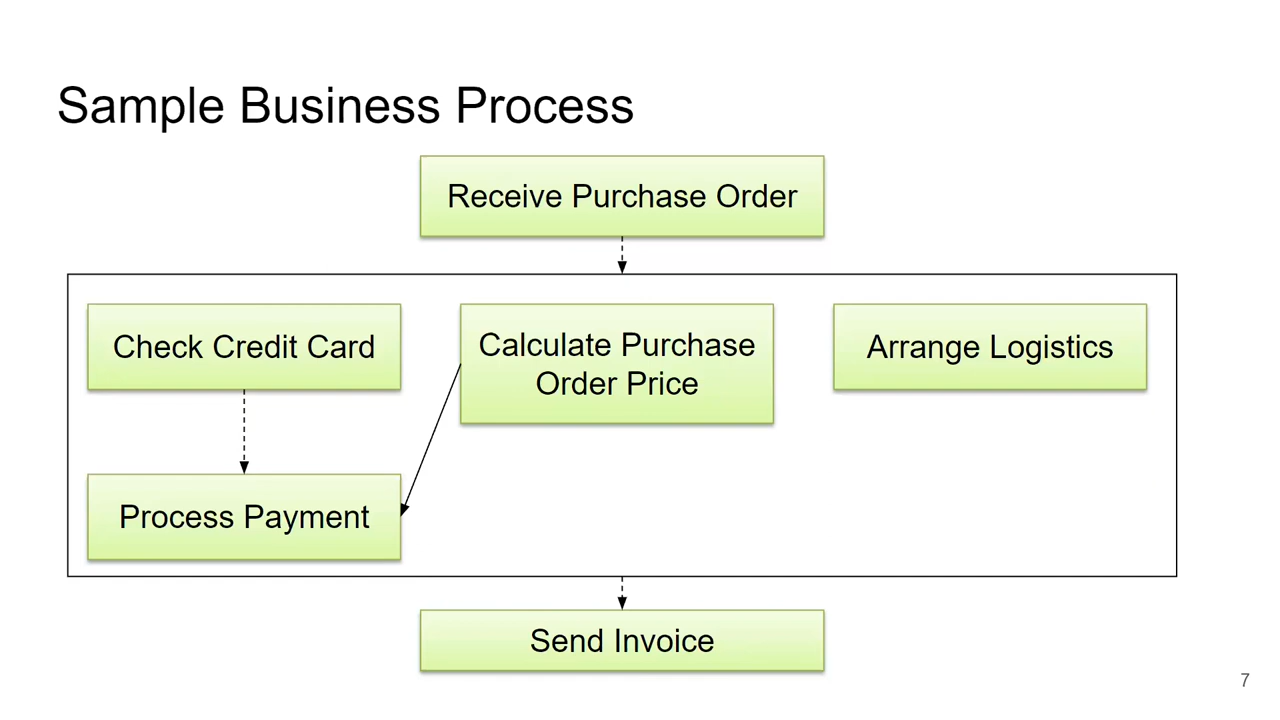 Sample Business Process
Receive Purchase Order
Check Credit Card
Calculate Purchase
Order Price
Arrange Logistics
Process Payment
Send Invoice
7